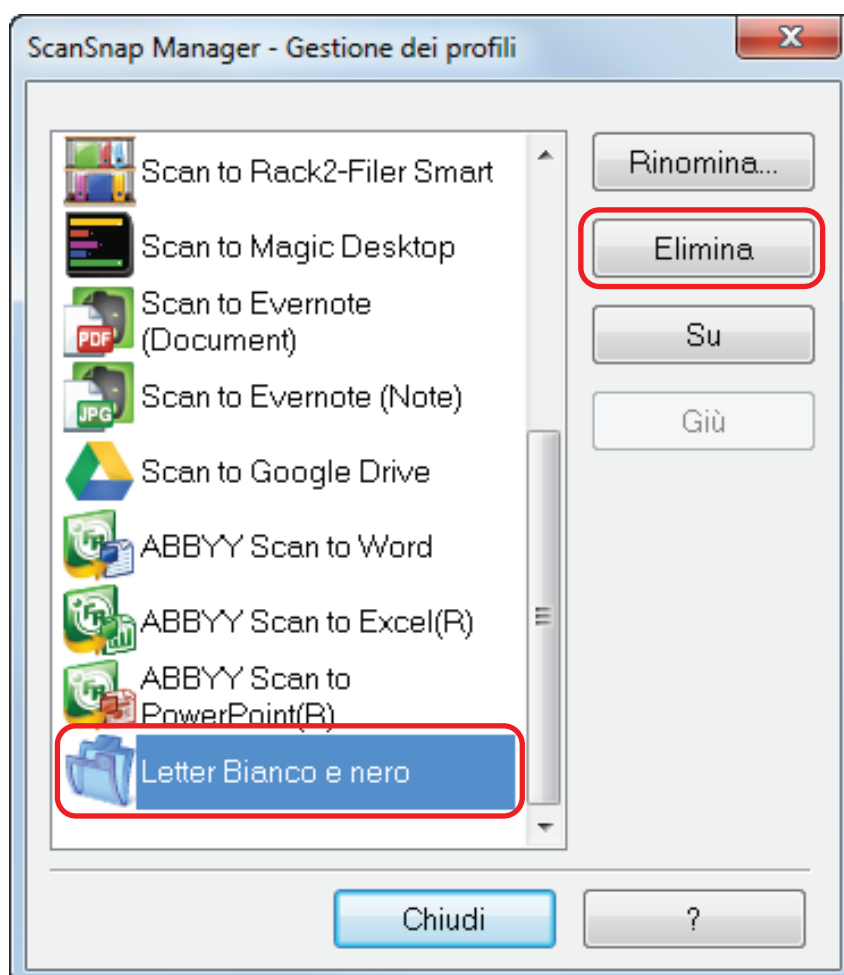 ScanSnap Manager - Gestione dei profili
Scan to Rack2-Filer Smart
Scan to Magic Desktop
Scan to Evernote
(Document)
PDF
Scan to Evernote (Note)
JPG
Scan to Google Drive
ABBYY Scan to Word
ABBYY Scan to Excel(R)
ABBYY Scan to
PowerPoint(R)
Letter Bianco e nero
Rinomina...
Elimina
Su
Giù
Chiudi
?